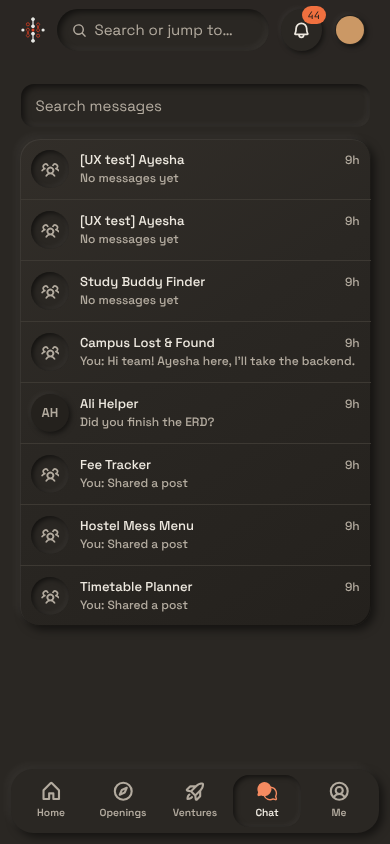 Search or jump to...
44
Search messages
[UX test] Ayesha 9h
No messages yet
[UX test] Ayesha 9h
No messages yet
Study Buddy Finder 9h
No messages yet
Campus Lost & Found 9h
You: Hi team! Ayesha here, I'll take the backend.
AH
Ali Helper 9h
Did you finish the ERD?
Fee Tracker 9h
You: Shared a post
Hostel Mess Menu 9h
You: Shared a post
Timetable Planner 9h
You: Shared a post
Home Openings Ventures Chat Me